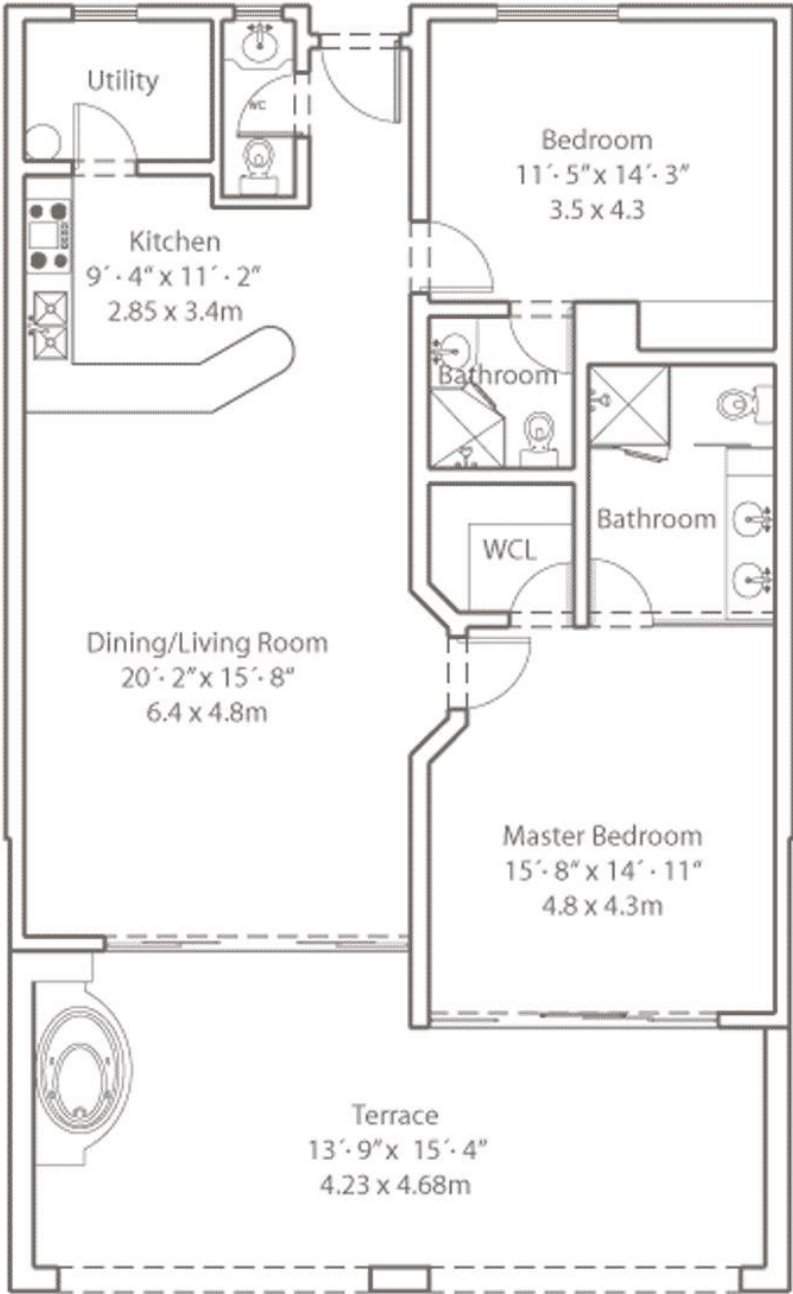 Utility
WC
Bedroom
11´· 5˝ x 14´· 3˝
3.5 x 4.3
Kitchen
9´· 4˝ x 11´· 2˝
2.85 x 3.4m
Bathroom
Bathroom
WCL
Dining/Living Room
20´· 2˝ x 15´· 8˝
6.4 x 4.8m
Master Bedroom
15´· 8˝ x 14´· 11˝
4.8 x 4.3m
Terrace
13´· 9˝ x 15´· 4˝
4.23 x 4.68m